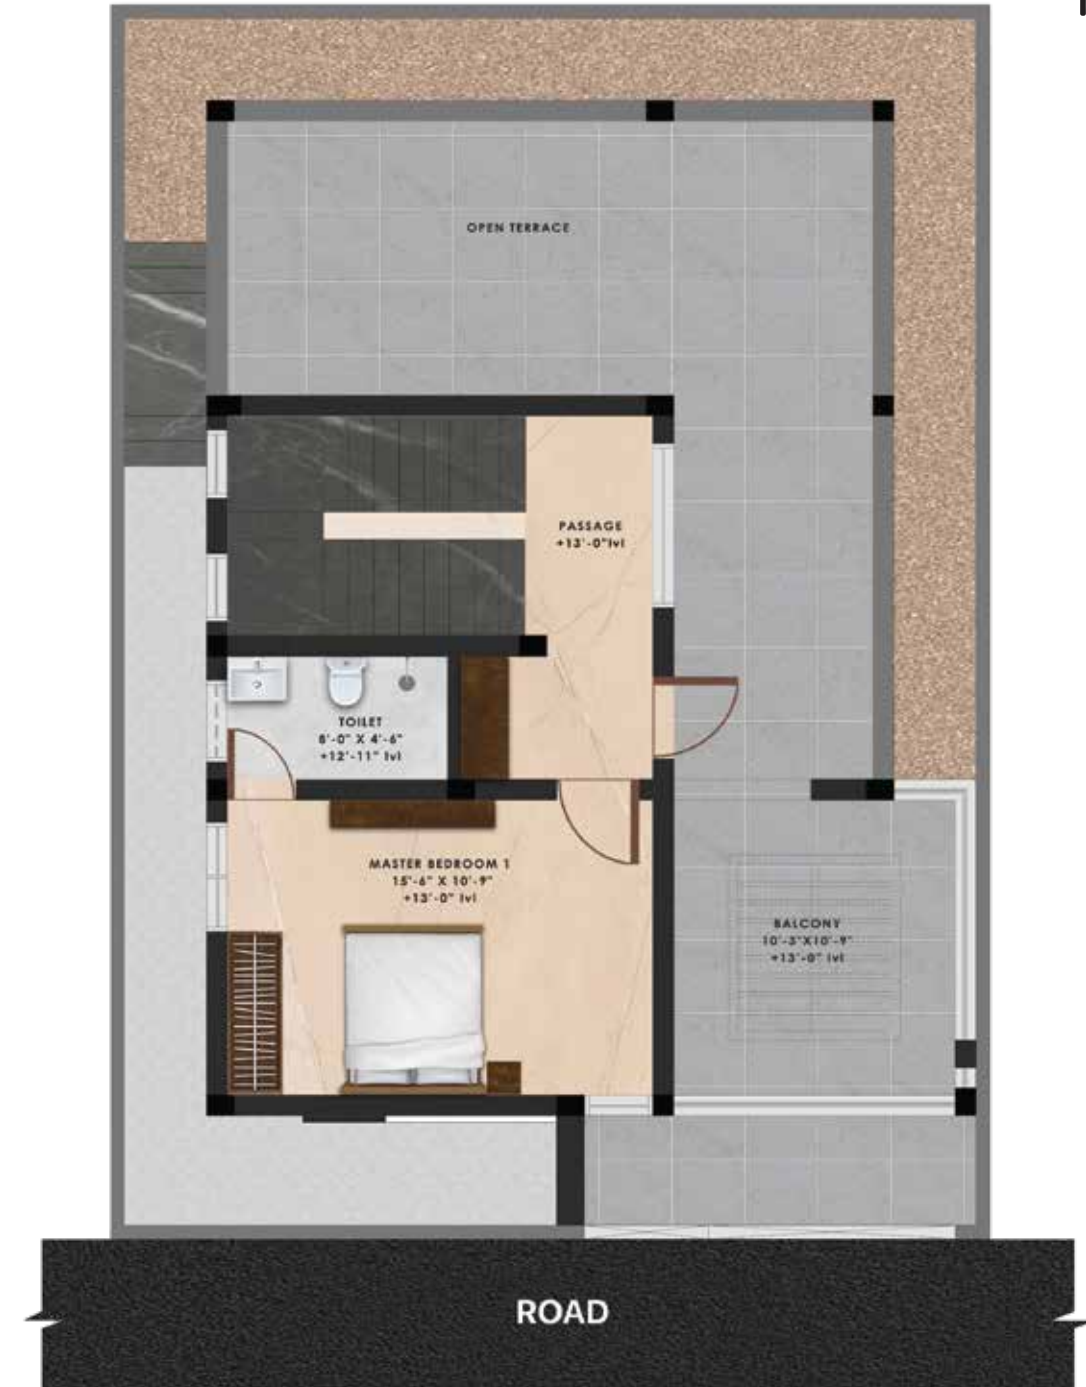 OPEN TERRACE
PASSAGE
+13'-0"lvl
TOILET
8'-0" X 4'-6"
+12'-11" lvl
MASTER BEDROOM 1
15'-6" X 10'-9"
+13'-0" lvl
BALCONY
10'-3"X10'-9"
+13'-0" lvl
ROAD